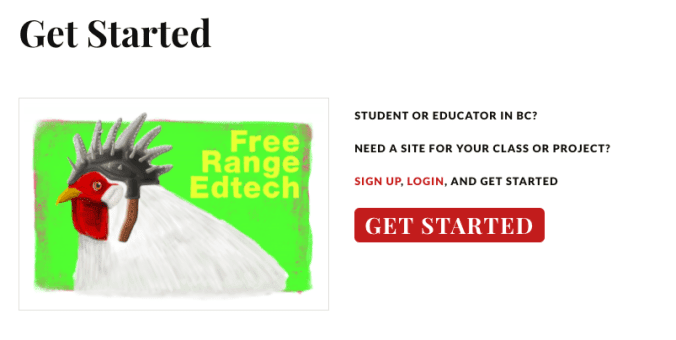 Get Started
Free
Range
Edtech
STUDENT OR EDUCATOR IN BC?
NEED A SITE FOR YOUR CLASS OR PROJECT?
SIGN UP, LOGIN, AND GET STARTED
GET STARTED